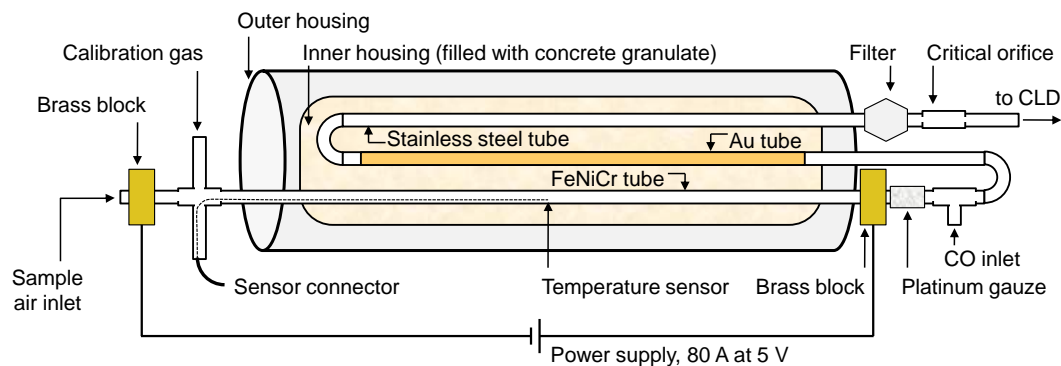 Outer housing
Calibration gas
Inner housing (filled with concrete granulate)
Filter
Critical orifice
Brass block
to CLD
Stainless steel tube
Au tube
FeNiCr tube
Sample
air inlet
Sensor connector
Temperature sensor
Brass block
CO inlet
Platinum gauze
Power supply, 80 A at 5 V